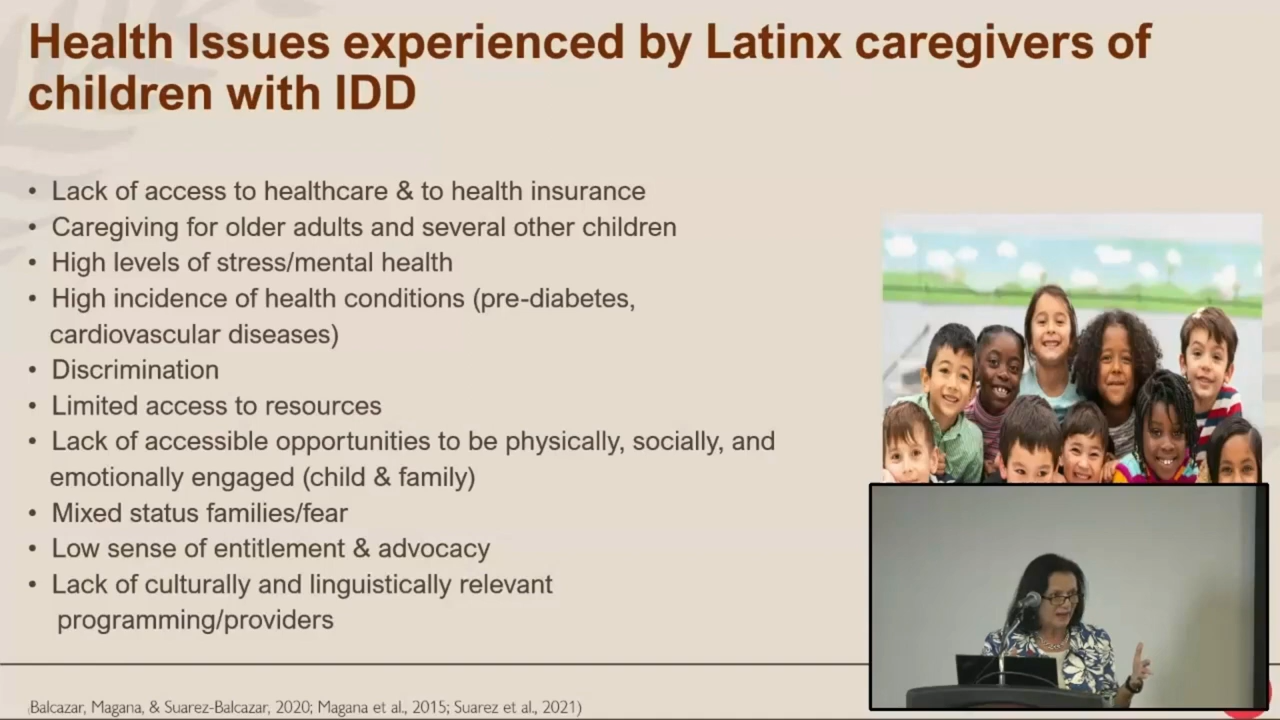 Health Issues experienced by Latinx caregivers of
children with IDD
• Lack of access to healthcare & to health insurance
• Caregiving for older adults and several other children
• High levels of stress/mental health
• High incidence of health conditions (pre-diabetes,
cardiovascular diseases)
• Discrimination
• Limited access to resources
• Lack of accessible opportunities to be physically, socially, and
emotionally engaged (child & family)
• Mixed status families/fear
• Low sense of entitlement & advocacy
• Lack of culturally and linguistically relevant
programming/providers
(Balcazar, Magana, & Suarez-Balcazar, 2020; Magana et al., 2015; Suarez et al., 2021)